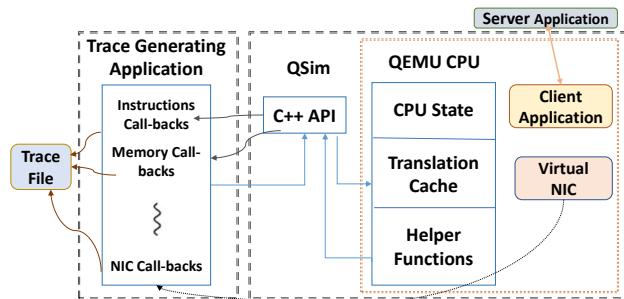 Server Application
Trace Generating
Application
QSim
QEMU CPU
Instructions
Call-backs
C++ API
CPU State
Client
Application
Memory Call-
backs
Trace
File
Translation
Cache
Virtual
NIC
Helper
Functions
NIC Call-backs